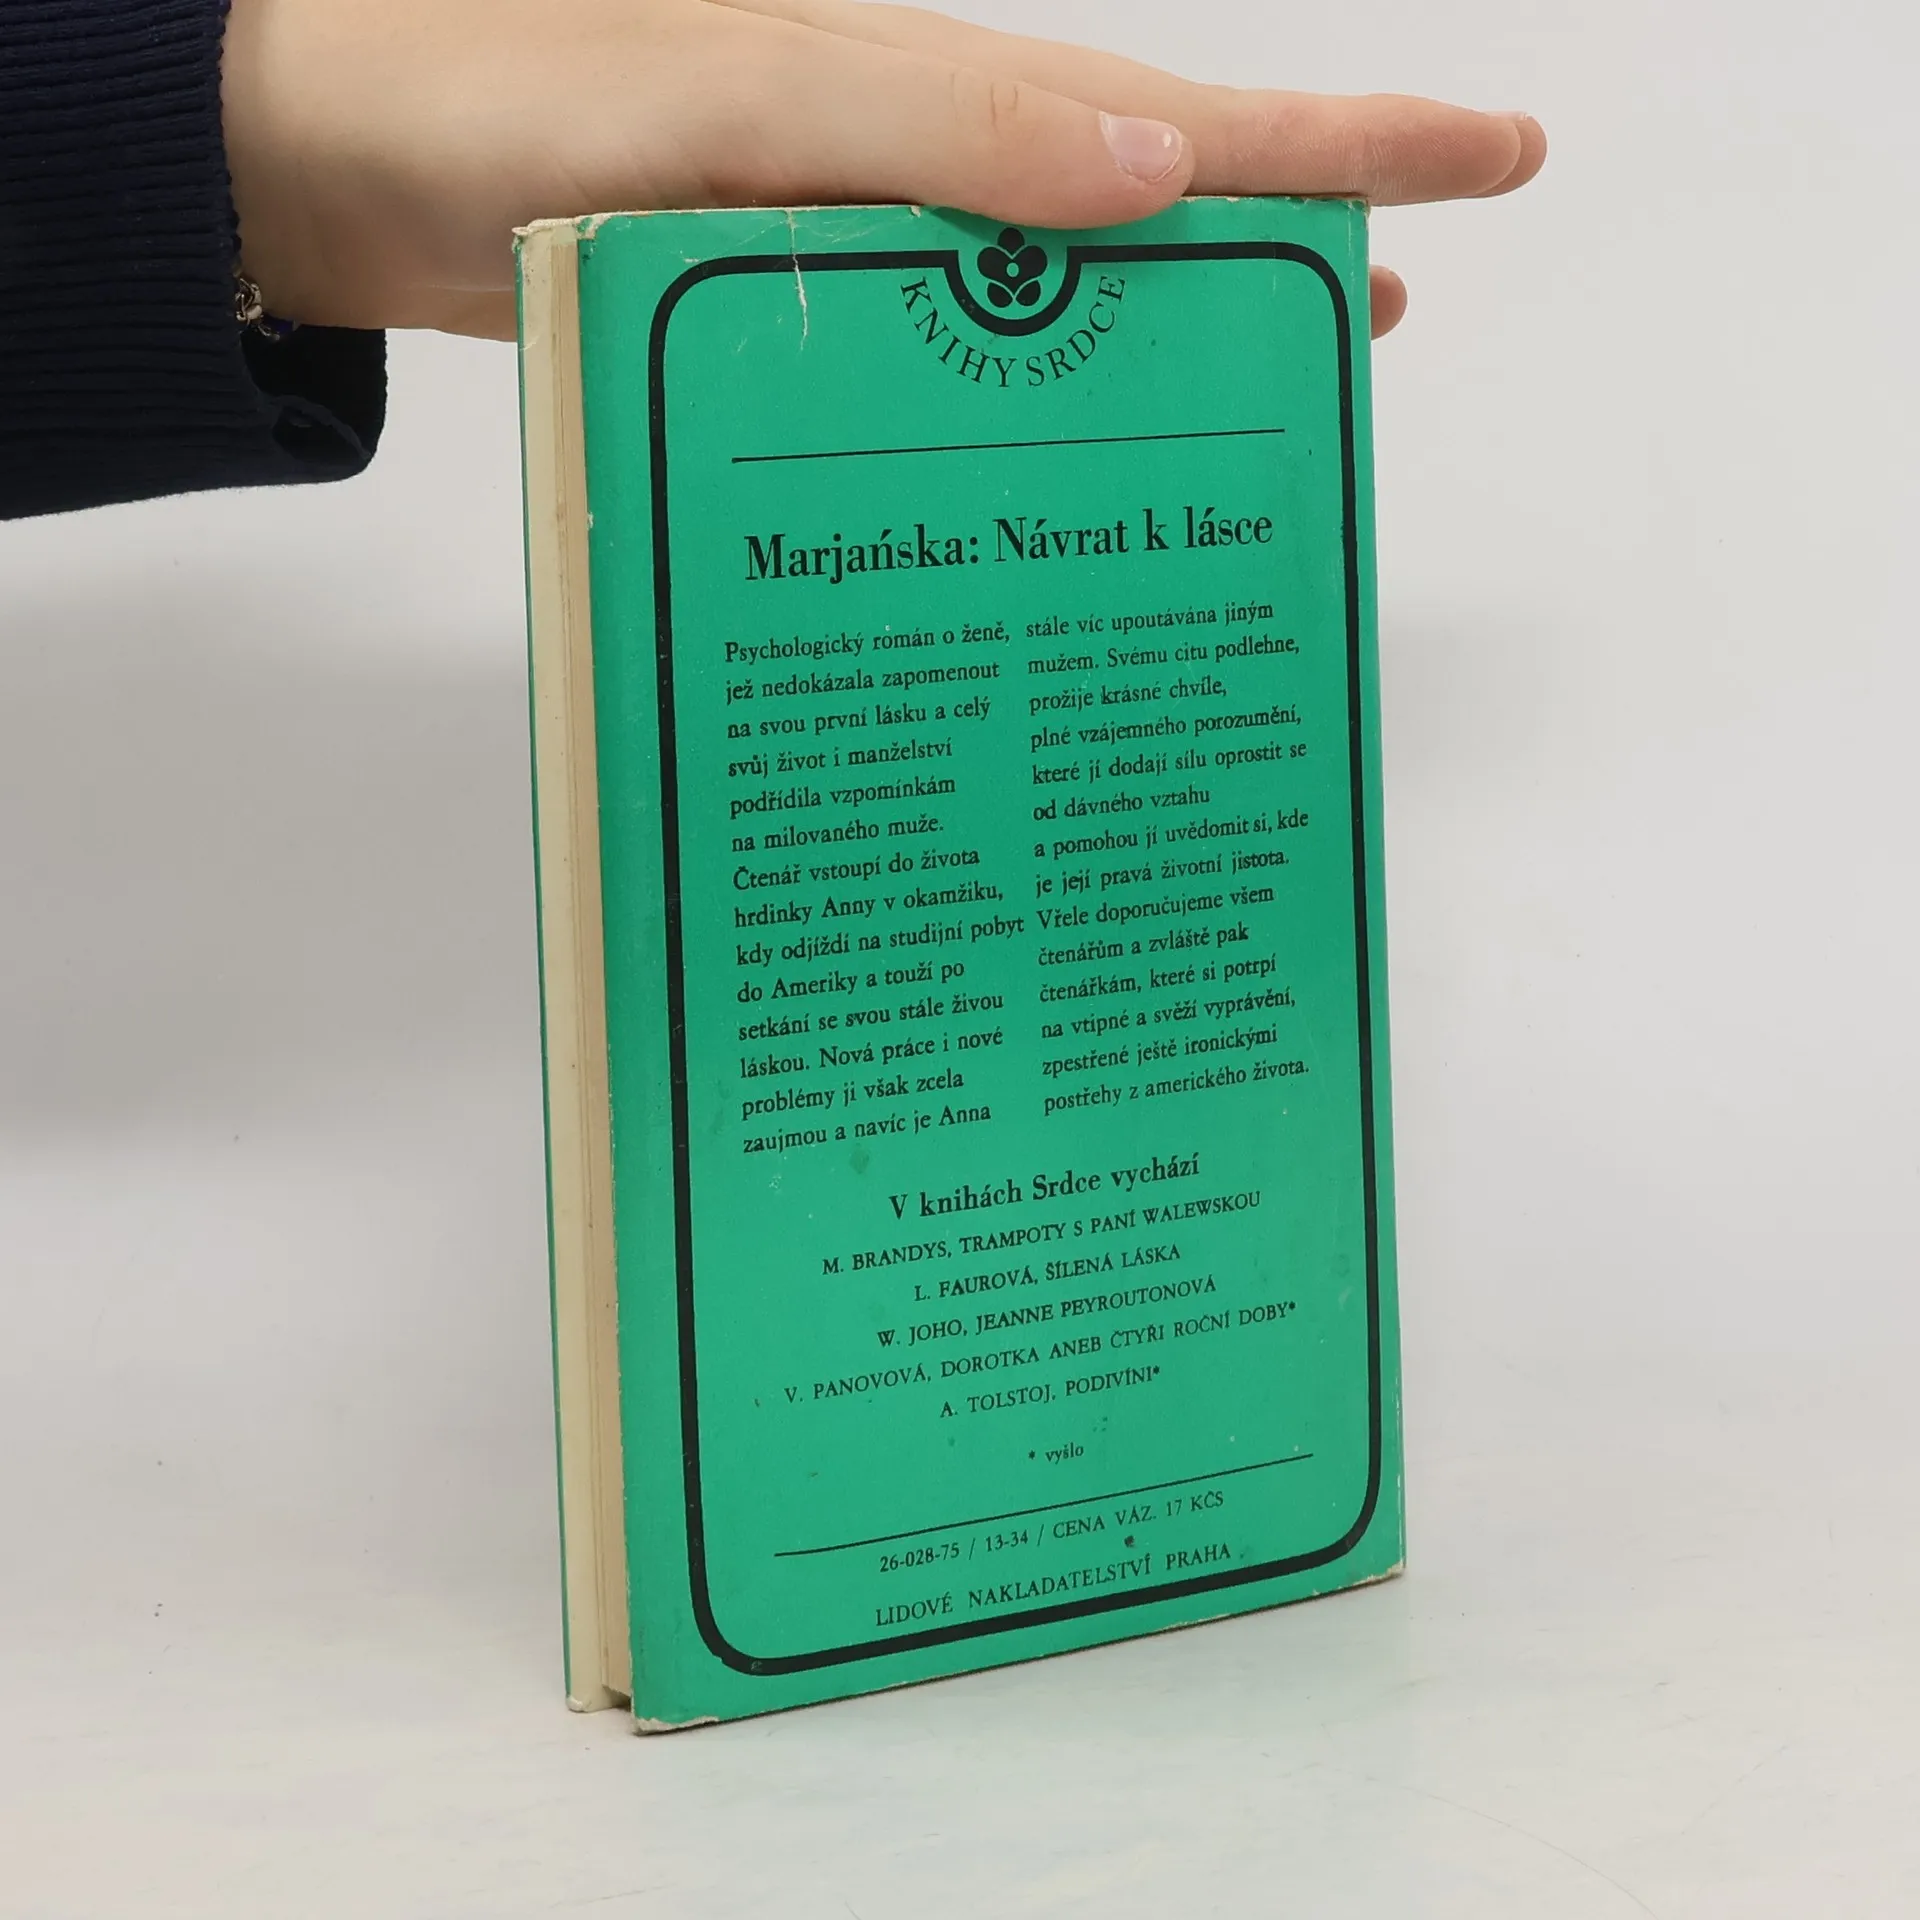 KNIHY SRDCE
Marjańska: Návrat k lásce
Psychologický román o ženě,
jež nedokázala zapomenout
na svou první lásku a celý
svůj život i manželství
podřídila vzpomínkám
na milovaného muže.
Čtenář vstoupí do života
hrdinky Anny v okamžiku,
kdy odjíždí na studijní pobyt
do Ameriky a touží po
setkání se svou stále živou
láskou. Nová práce i nové
problémy ji však zcela
zaujmou a navíc je Anna
stále víc upoutávána jiným
mužem. Svému citu podlehne,
prožije krásné chvíle,
plné vzájemného porozumění,
které jí dodají sílu oprostit se
od dávného vztahu
a pomohou jí uvědomit si, kde
je její pravá životní jistota.
Vřele doporučujeme všem
čtenářům a zvláště pak
čtenářkám, které si potrpí
na vtipné a svěží vyprávění,
zpestřené ještě ironickými
postřehy z amerického života.
V knihách Srdce vychází
M. BRANDYS, TRAMPOTY S PANÍ WALEWSKOU
L. FAUROVÁ, ŠÍLENÁ LÁSKA
W. JOHO, JEANNE PEYROUTONOVÁ
V. PANOVOVÁ, DOROTKA ANEB ČTYŘI ROČNÍ DOBY*
A. TOLSTOJ, PODIVÍNI*
* vyšlo
26-028-75 / 13-34 / CENA VÁZ. 17 KČS
LIDOVÉ NAKLADATELSTVÍ PRAHA